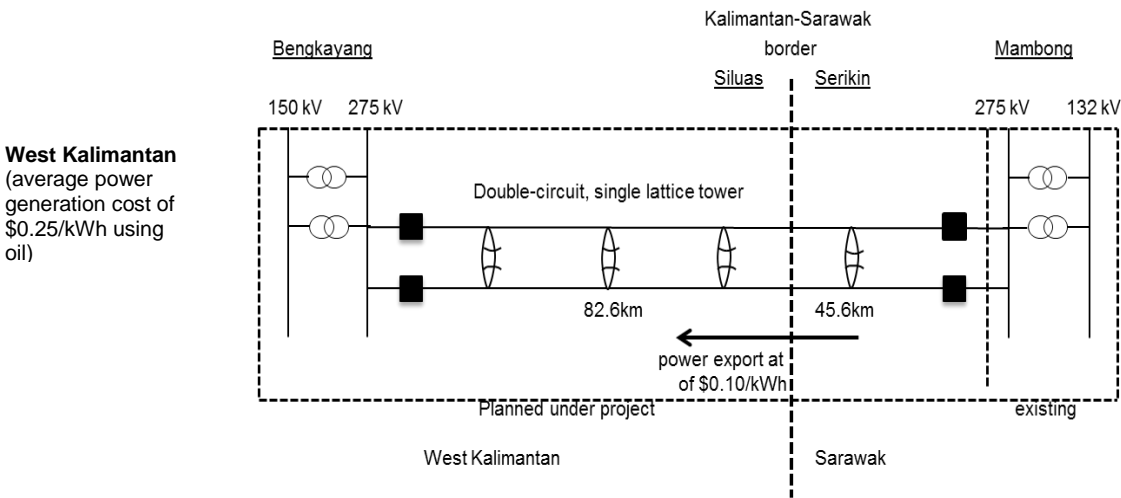 Kalimantan-Sarawak
border
Bengkayang
Mambong
Siluas
Serikin
150 kV
275 kV
275 kV
132 kV
West Kalimantan
(average power
generation cost of
$0.25/kWh using
oil)
Double-circuit, single lattice tower
82.6km
45.6km
power export at
of $0.10/kWh
Planned under project
existing
West Kalimantan
Sarawak